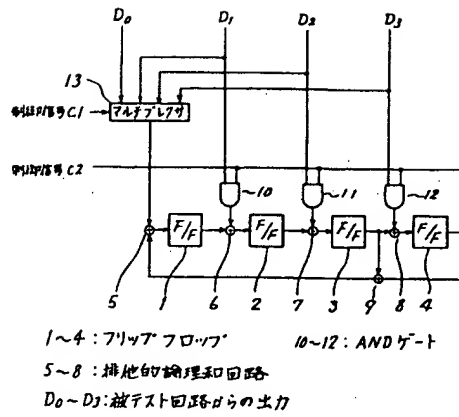 D₀ D₁ D₂ D₃
13
マルチプレクサ
制御信号C1
制御信号C2
10 11 12
F/F F/F F/F F/F
5 1 6 2 7 3 9 8 4
1~4:フリップフロップ 10~12:ANDゲート
5~8:排他的論理和回路
D₀~D₃:被テスト回路からの出力